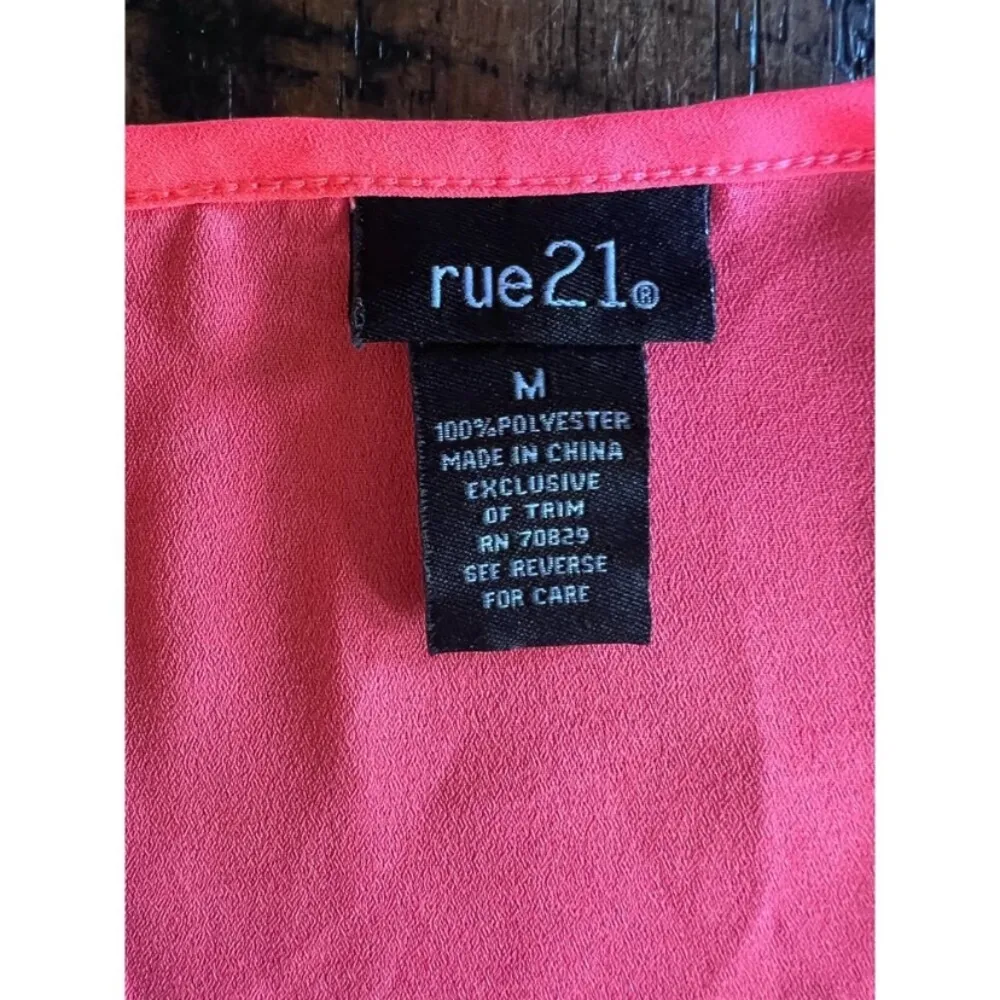 rue21®
M
100%POLYESTER
MADE IN CHINA
EXCLUSIVE
OF TRIM
RN 70829
SEE REVERSE
FOR CARE